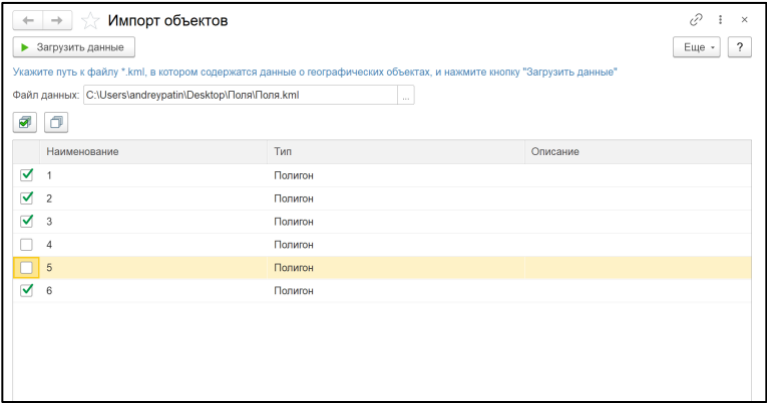 Импорт объектов
Загрузить данные
Еще
?
Укажите путь к файлу *.kml, в котором содержатся данные о географических объектах, и нажмите кнопку "Загрузить данные"
Файл данных: C:\Users\andreypatin\Desktop\Поля\Поля.kml ...
Наименование Тип Описание
1 Полигон
2 Полигон
3 Полигон
4 Полигон
5 Полигон
6 Полигон